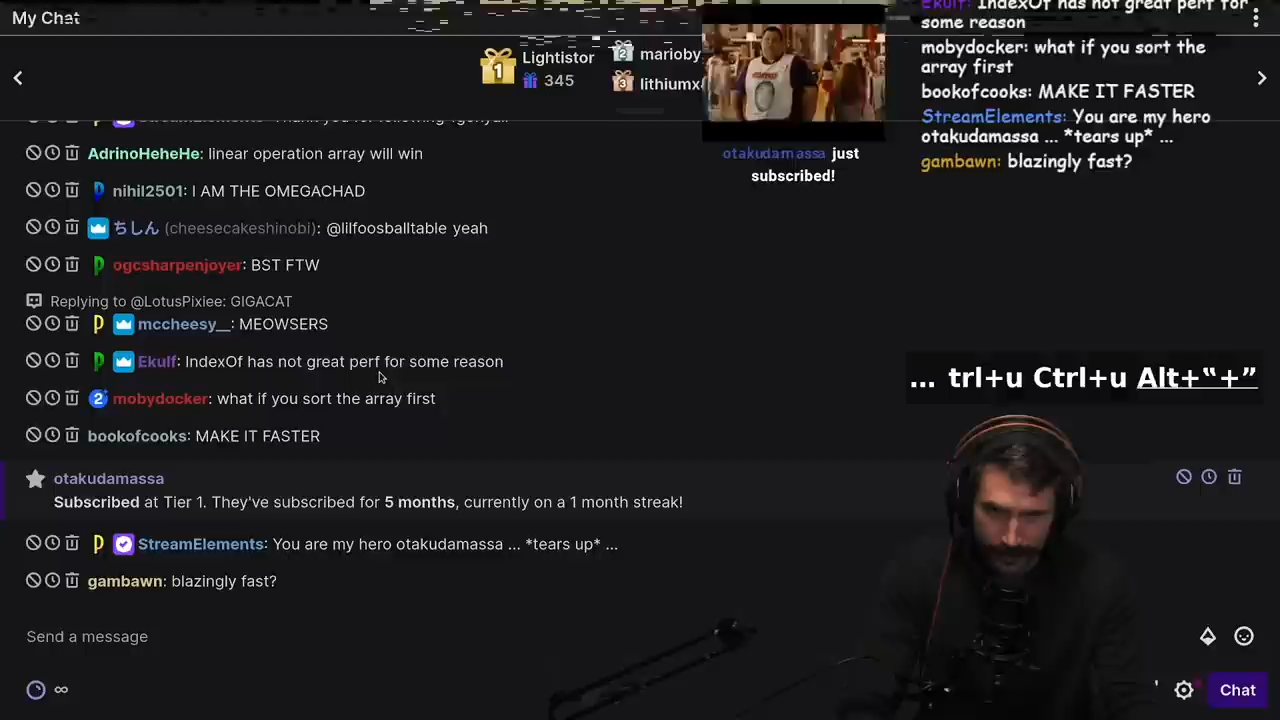 My Chat
Lightistor
345
marioby
lithiumx
1
2
3
AdrinoHeheHe: linear operation array will win
nihil2501: I AM THE OMEGACHAD
ちしん (cheesecakeshinobi): @lilfoosballtable yeah
ogcsharpenjoyer: BST FTW
Replying to @LotusPixiee: GIGACAT
mccheesy__: MEOWSERS
Ekulf: IndexOf has not great perf for some reason
mobydocker: what if you sort the array first
bookofcooks: MAKE IT FASTER
otakudamassa
Subscribed at Tier 1. They've subscribed for 5 months, currently on a 1 month streak!
StreamElements: You are my hero otakudamassa ... *tears up* ...
gambawn: blazingly fast?
Send a message
∞
Chat
otakudamassa just
subscribed!
Ekulf: IndexOf has not great perf for
some reason
mobydocker: what if you sort the
array first
bookofcooks: MAKE IT FASTER
StreamElements: You are my hero
otakudamassa ... *tears up* ...
gambawn: blazingly fast?
... trl+u Ctrl+u Alt+“+”